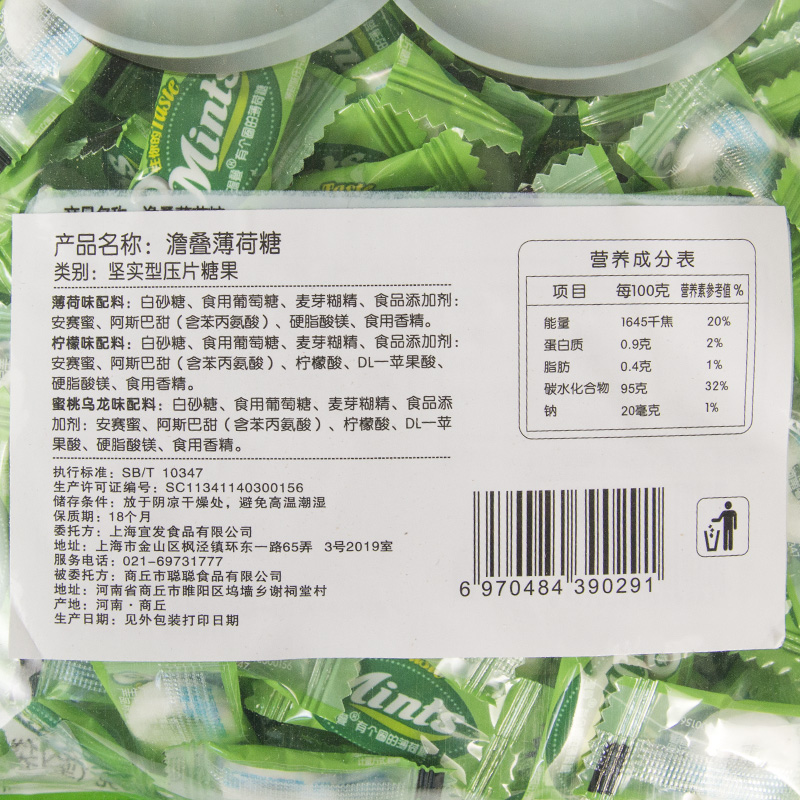 Taste
Mints
产品名称：澹叠薄荷糖
类别：坚实型压片糖果
薄荷味配料：白砂糖、食用葡萄糖、麦芽糊精、食品添加剂：
安赛蜜、阿斯巴甜（含苯丙氨酸）、硬脂酸镁、食用香精。
柠檬味配料：白砂糖、食用葡萄糖、麦芽糊精、食品添加剂：
安赛蜜、阿斯巴甜（含苯丙氨酸）、柠檬酸、DL一苹果酸、
硬脂酸镁、食用香精。
蜜桃乌龙味配料：白砂糖、食用葡萄糖、麦芽糊精、食品添
加剂：安赛蜜、阿斯巴甜（含苯丙氨酸）、柠檬酸、DL一苹
果酸、硬脂酸镁、食用香精。
执行标准：SB/T 10347
生产许可证编号：SC11341140300156
储存条件：放于阴凉干燥处，避免高温潮湿
保质期：18个月
委托方：上海宜发食品有限公司
地址：上海市金山区枫泾镇环东一路65弄 3号2019室
服务电话：021-69731777
被委托方：商丘市聪聪食品有限公司
地址：河南省商丘市睢阳区坞墙乡谢祠堂村
产地：河南·商丘
生产日期：见外包装打印日期
营养成分表
项目 每100克 营养素参考值%
能量 1645千焦 20%
蛋白质 0.9克 2%
脂肪 0.4克 1%
碳水化合物 95克 32%
钠 20毫克 1%
6 970484 390291
Mints
有个圈的薄荷